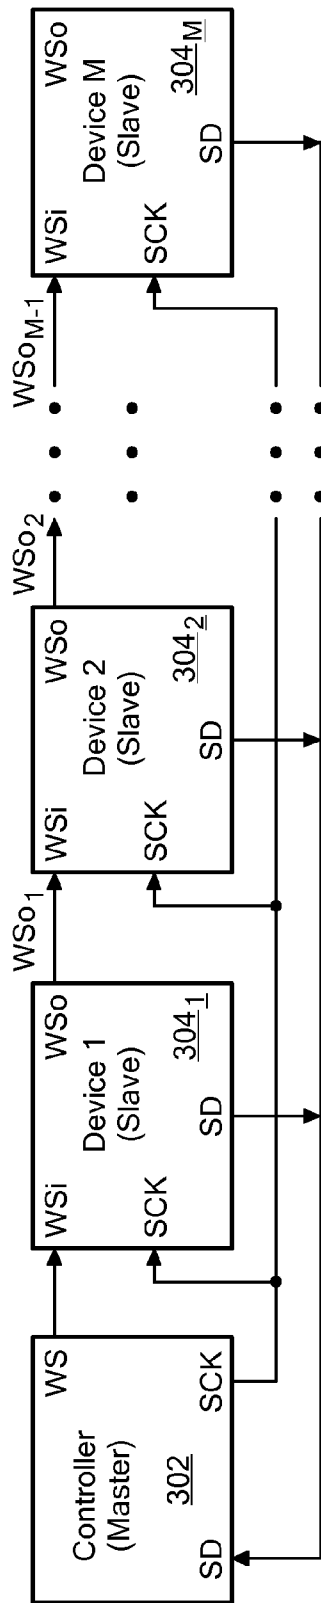 Controller
(Master)
302
WS
SCK
SD
Device 1
(Slave)
304_1
WSi
WSo
SCK
SD
WSo_1
Device 2
(Slave)
304_2
WSi
WSo
SCK
SD
WSo_2
WSo_M-1
Device M
(Slave)
304_M
WSi
WSo
SCK
SD